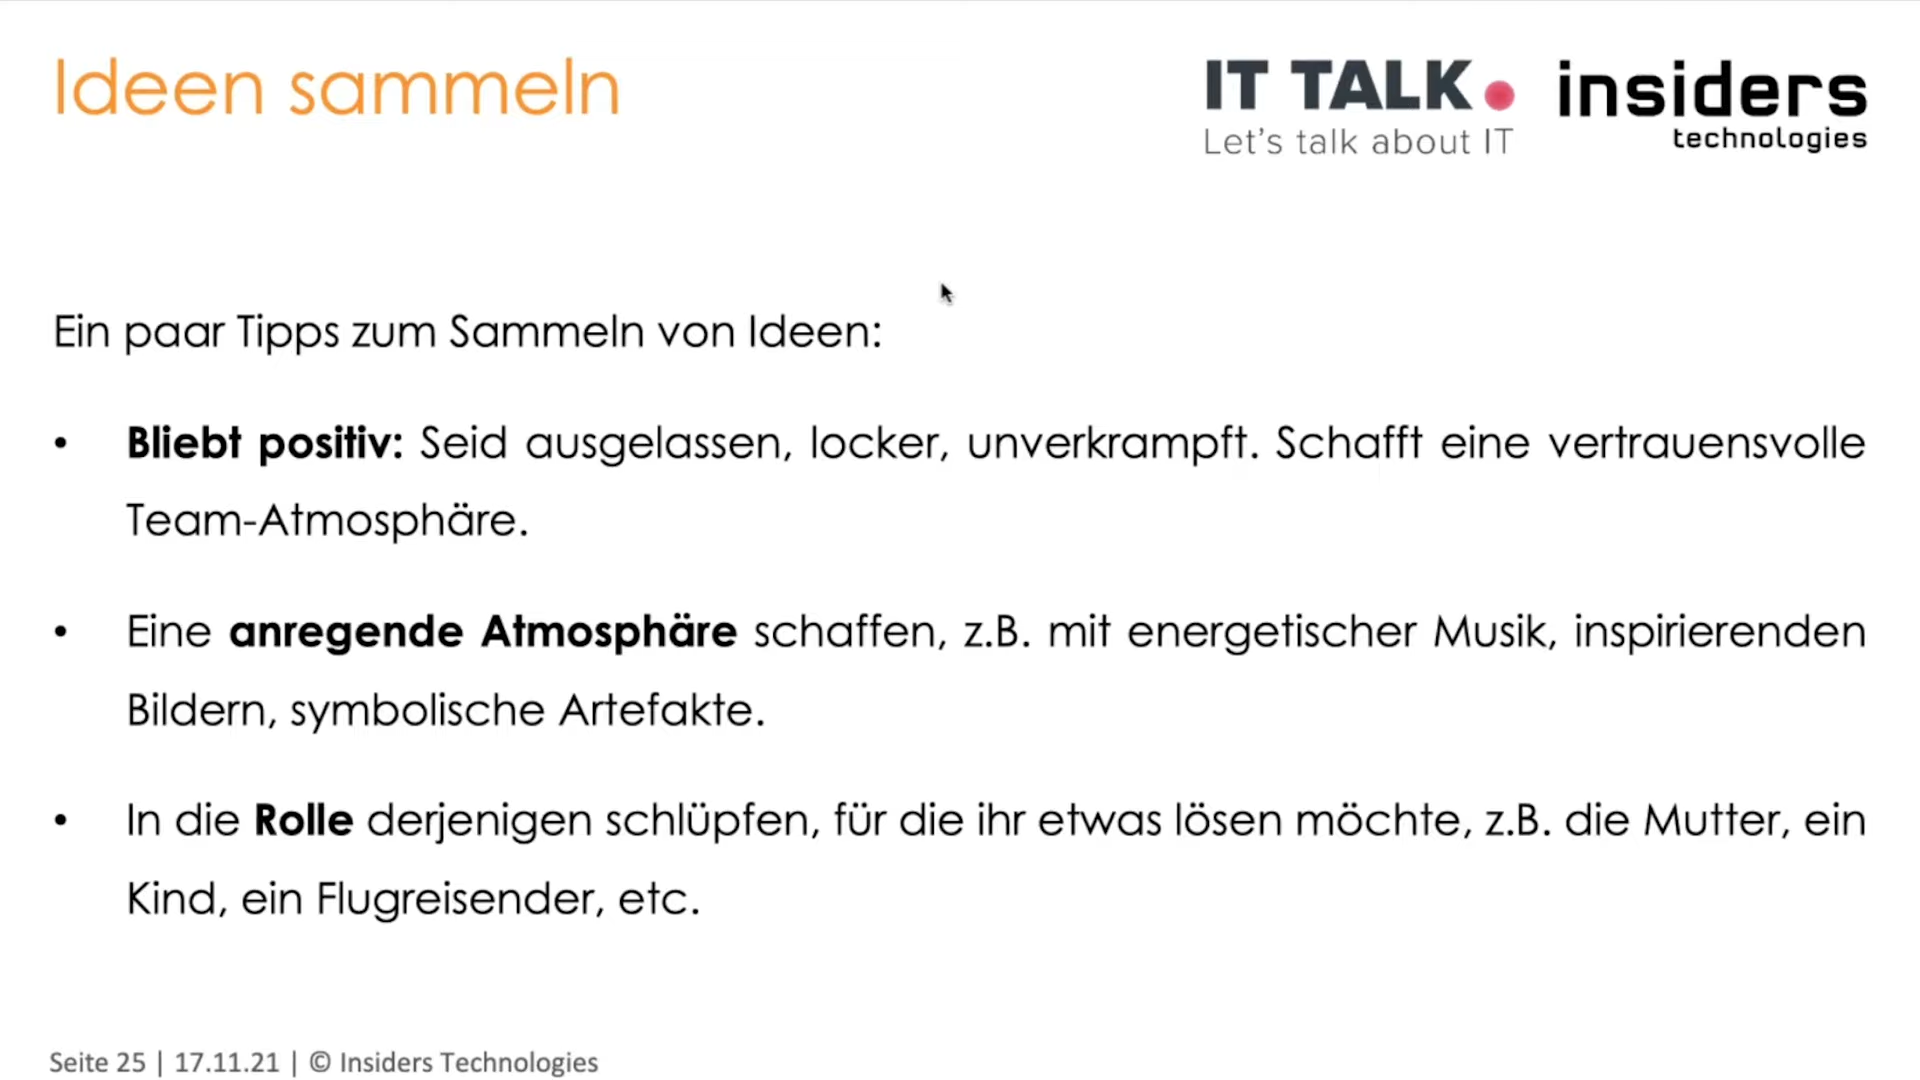 Ideen sammeln
IT TALK
Let's talk about IT
insiders
technologies
Ein paar Tipps zum Sammeln von Ideen:
• Bliebt positiv: Seid ausgelassen, locker, unverkrampft. Schafft eine vertrauensvolle
Team-Atmosphäre.
• Eine anregende Atmosphäre schaffen, z.B. mit energetischer Musik, inspirierenden
Bildern, symbolische Artefakte.
• In die Rolle derjenigen schlüpfen, für die ihr etwas lösen möchte, z.B. die Mutter, ein
Kind, ein Flugreisender, etc.
Seite 25 | 17.11.21 | © Insiders Technologies